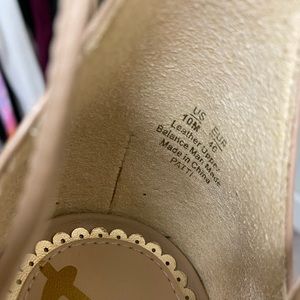 US EUR
10M 40
Leather Upper
Balance Man Made
Made in China
PATTI